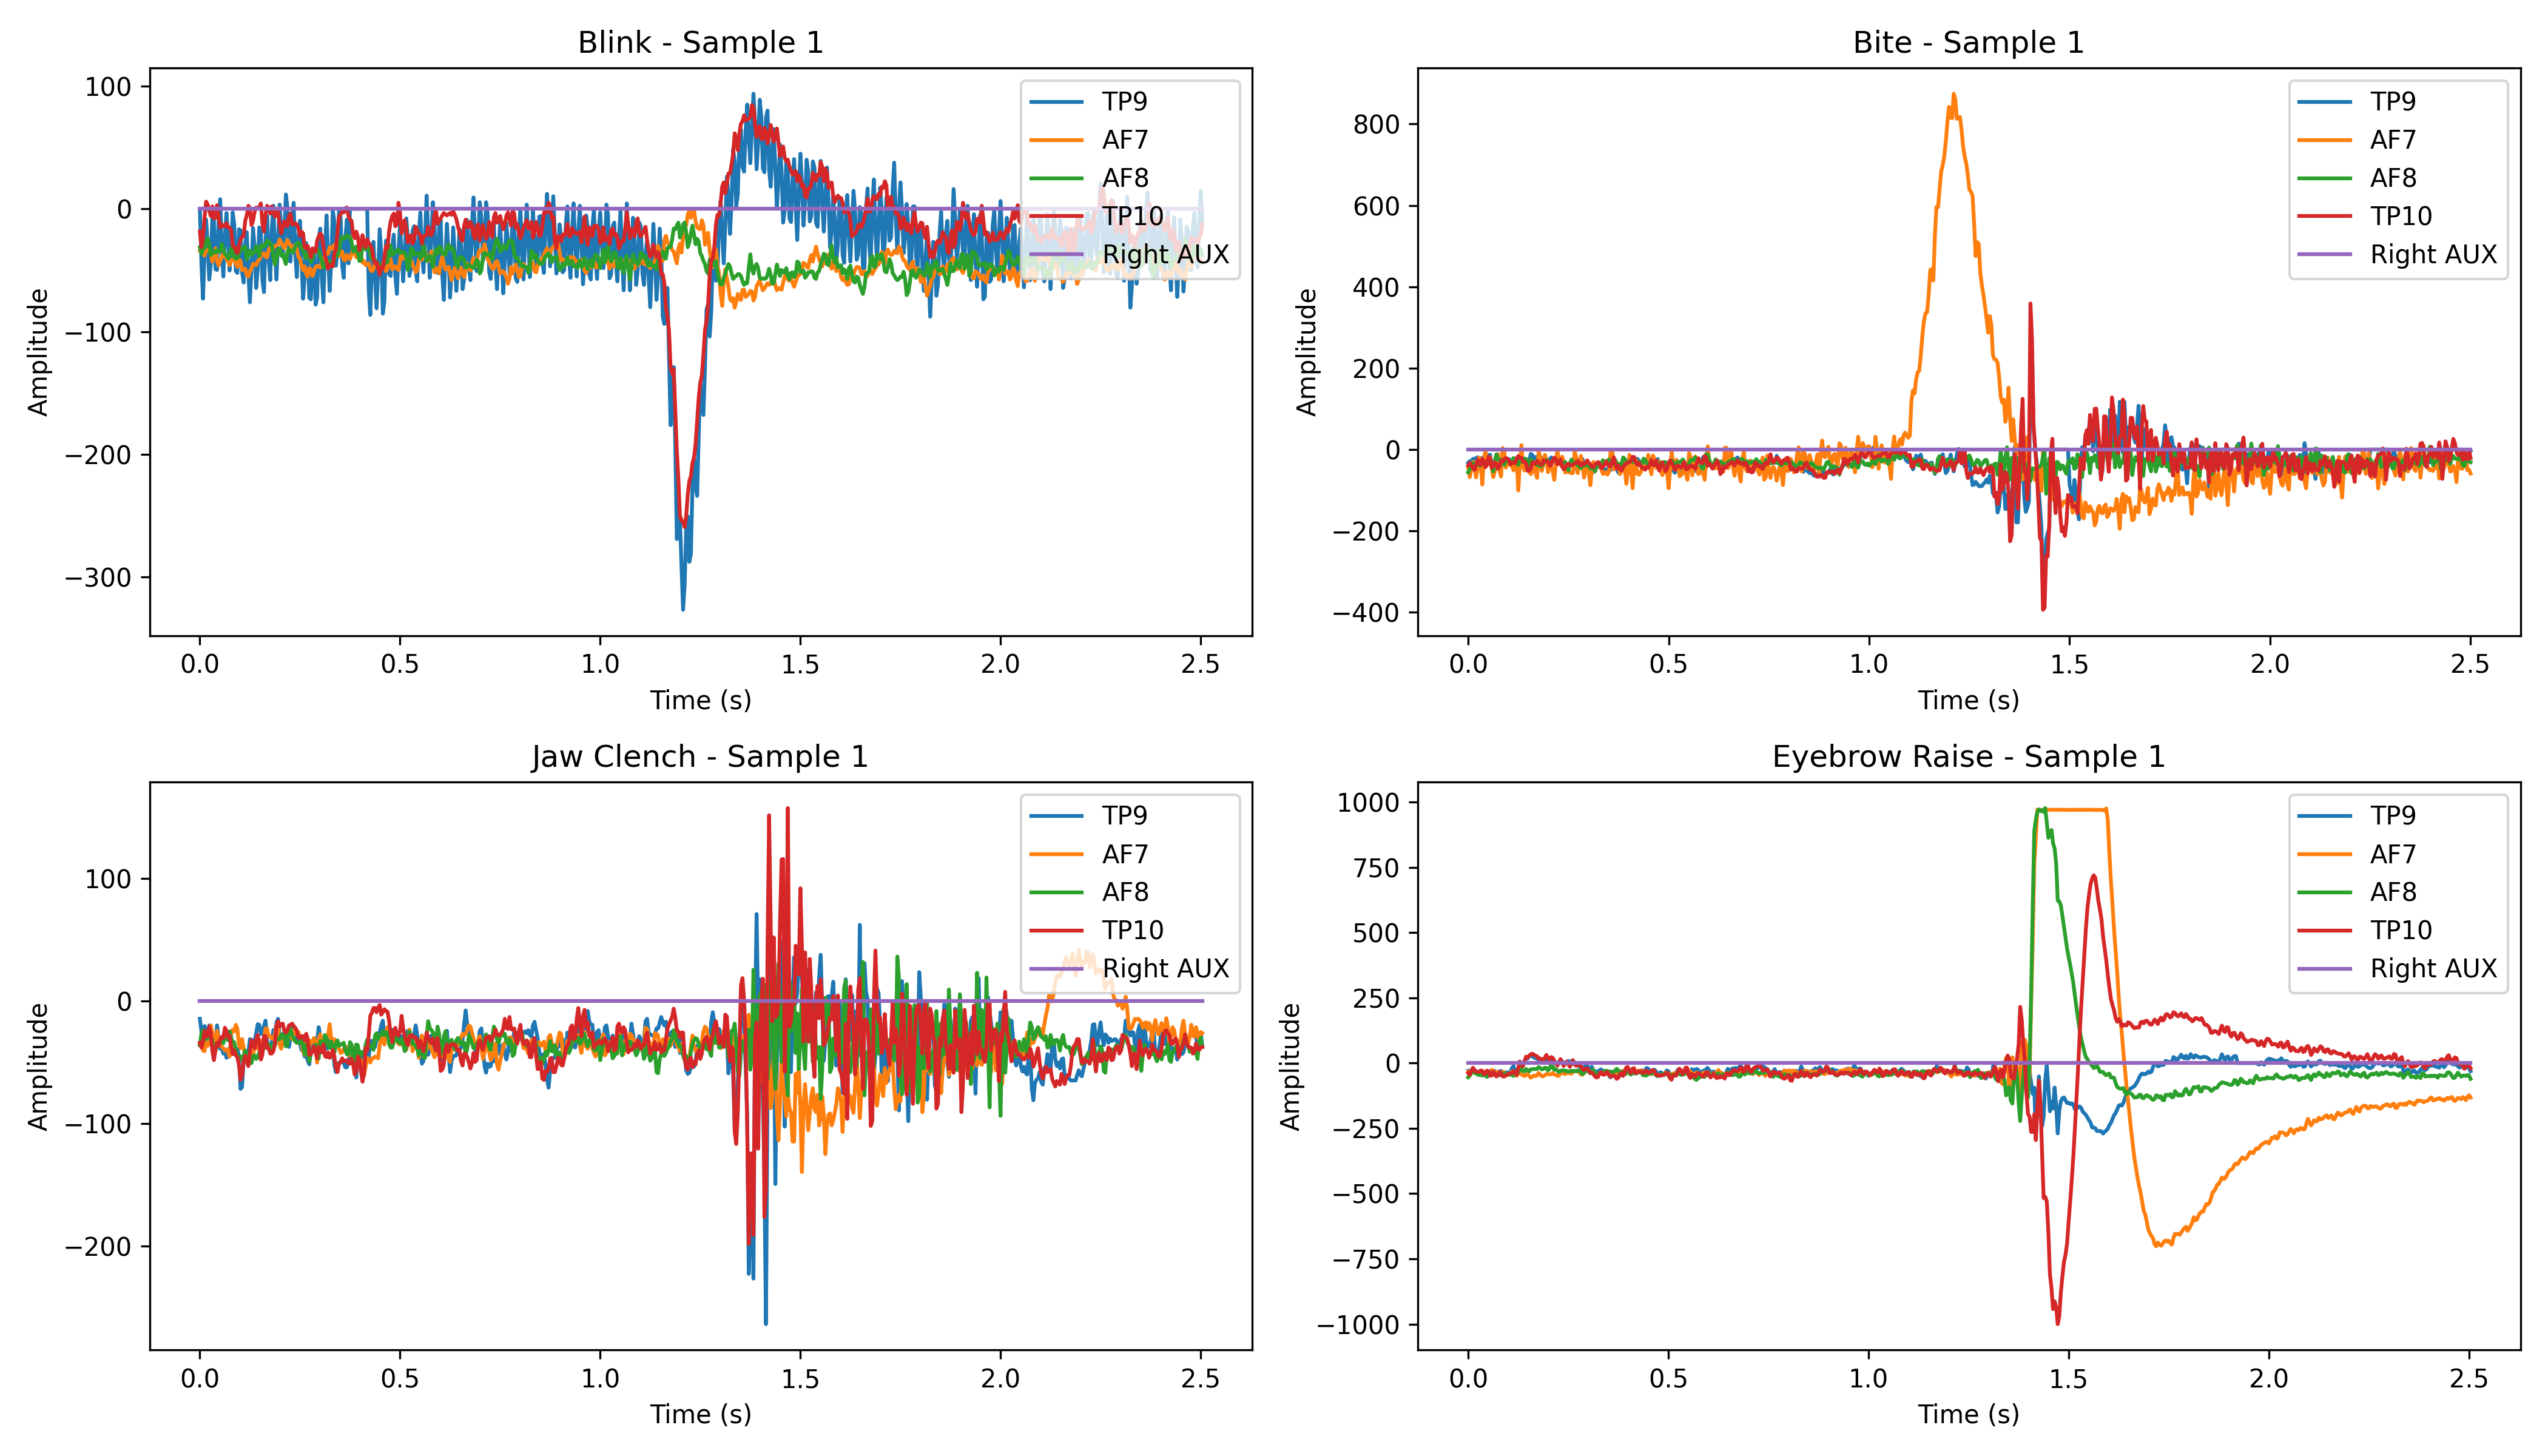 Blink - Sample 1
100
0
−100
−200
−300
Amplitude
0.0 0.5 1.0 1.5 2.0 2.5
Time (s)
TP9
AF7
AF8
TP10
Right AUX
Bite - Sample 1
800
600
400
200
0
−200
−400
Amplitude
0.0 0.5 1.0 1.5 2.0 2.5
Time (s)
TP9
AF7
AF8
TP10
Right AUX
Jaw Clench - Sample 1
100
0
−100
−200
Amplitude
0.0 0.5 1.0 1.5 2.0 2.5
Time (s)
TP9
AF7
AF8
TP10
Right AUX
Eyebrow Raise - Sample 1
1000
750
500
250
0
−250
−500
−750
−1000
Amplitude
0.0 0.5 1.0 1.5 2.0 2.5
Time (s)
TP9
AF7
AF8
TP10
Right AUX